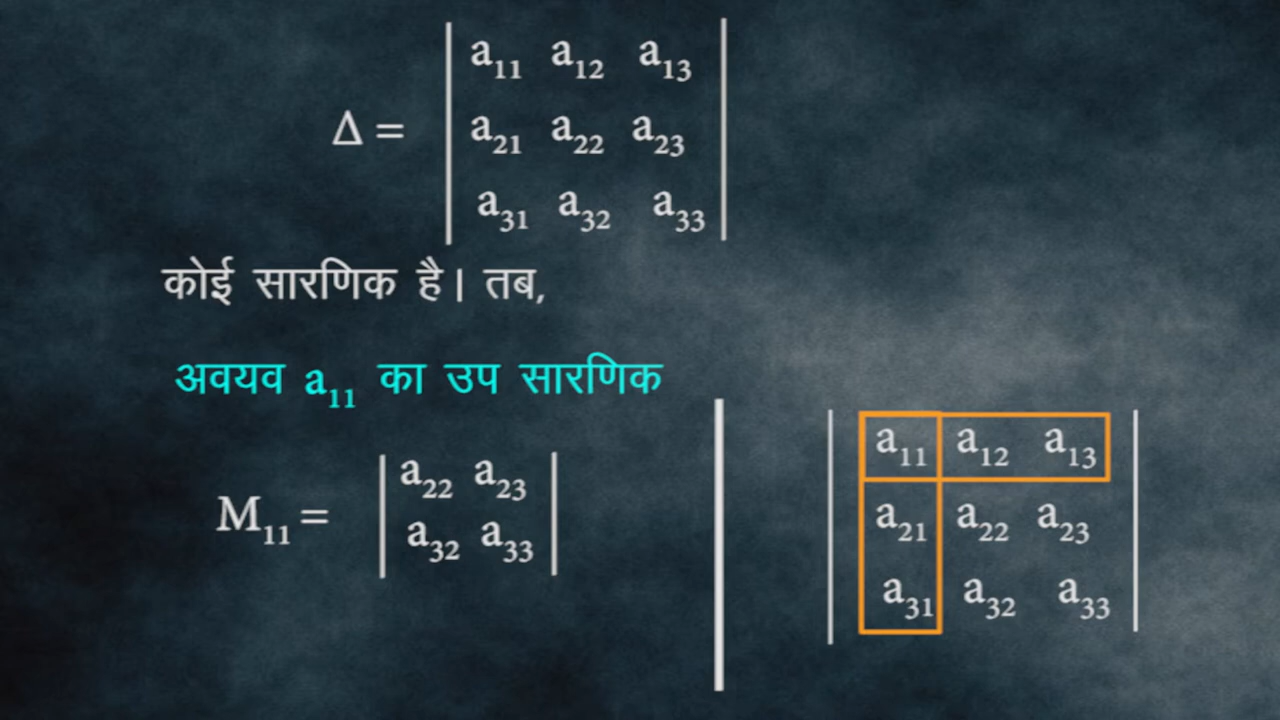 a₁₁ a₁₂ a₁₃
Δ = a₂₁ a₂₂ a₂₃
a₃₁ a₃₂ a₃₃
कोई सारणिक है। तब,
अवयव a₁₁ का उप सारणिक
M₁₁ = a₂₂ a₂₃
a₃₂ a₃₃
a₁₁ a₁₂ a₁₃
a₂₁ a₂₂ a₂₃
a₃₁ a₃₂ a₃₃